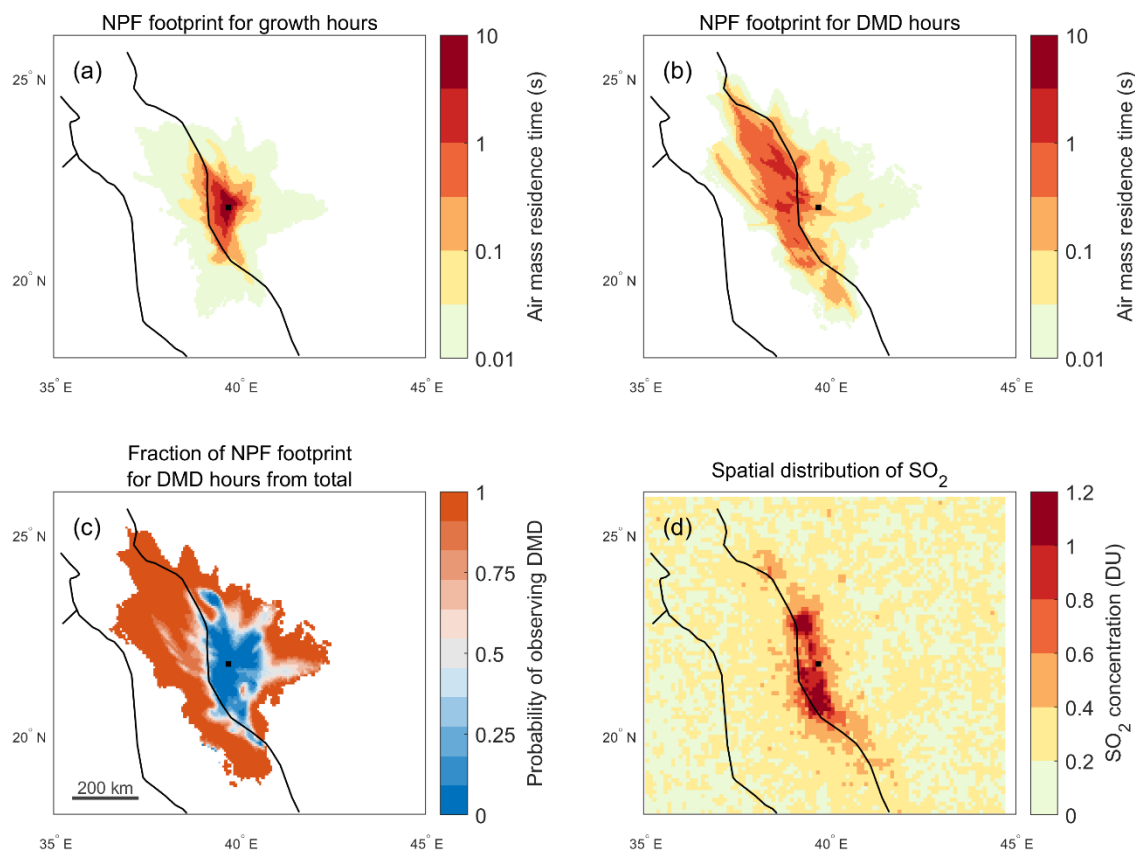 NPF footprint for growth hours
(a)
25° N
20° N
35° E
40° E
45° E
10
1
0.1
0.01
Air mass residence time (s)
NPF footprint for DMD hours
(b)
25° N
20° N
35° E
40° E
45° E
10
1
0.1
0.01
Air mass residence time (s)
Fraction of NPF footprint
for DMD hours from total
(c)
25° N
20° N
200 km
35° E
40° E
45° E
1
0.75
0.5
0.25
0
Probability of observing DMD
Spatial distribution of SO₂
(d)
25° N
20° N
35° E
40° E
45° E
1.2
1
0.8
0.6
0.4
0.2
0
SO₂ concentration (DU)